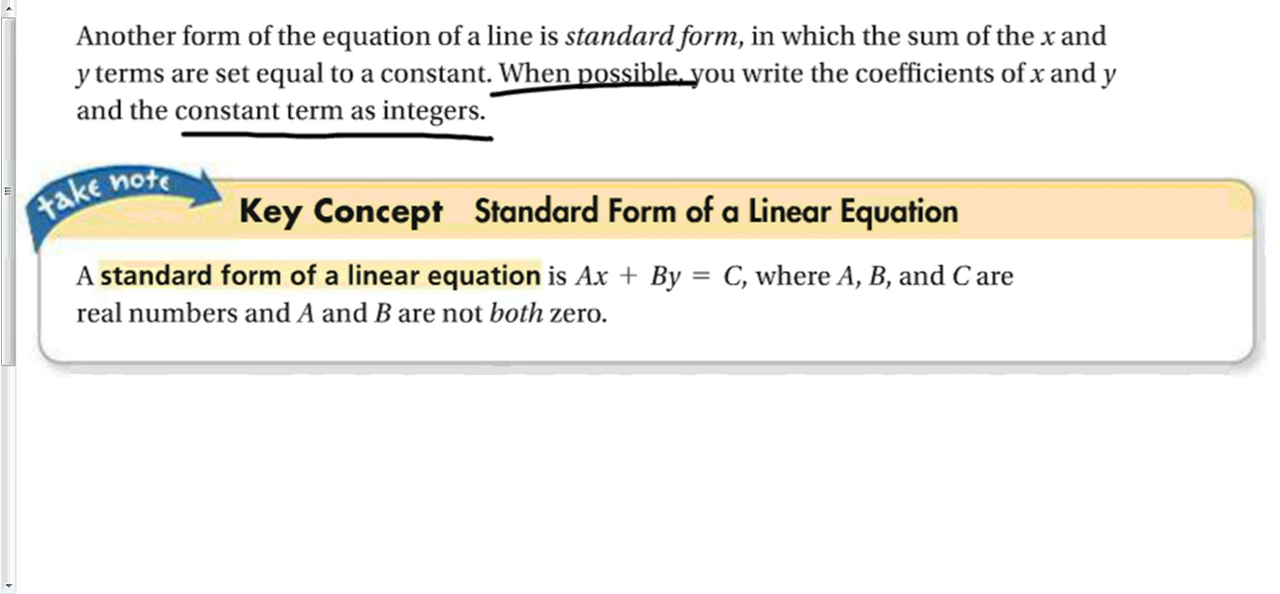 Another form of the equation of a line is standard form, in which the sum of the x and
y terms are set equal to a constant. When possible, you write the coefficients of x and y
and the constant term as integers.
take note
Key Concept Standard Form of a Linear Equation
A standard form of a linear equation is Ax + By = C, where A, B, and C are
real numbers and A and B are not both zero.